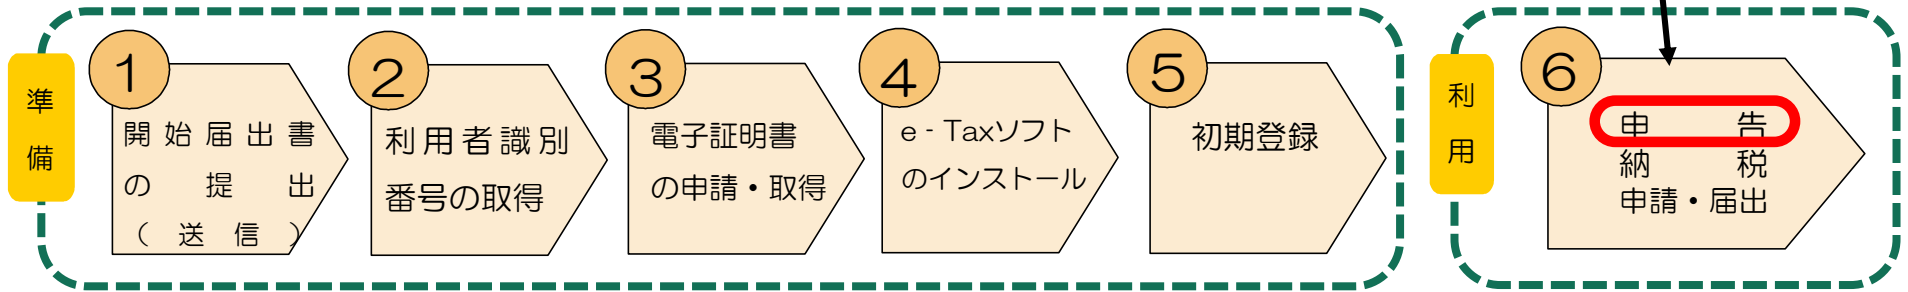 準備
1
開始届出書
の提出
（送信）
2
利用者識別
番号の取得
3
電子証明書
の申請・取得
4
e‐Taxソフト
のインストール
5
初期登録
利用
6
申告
納税
申請・届出